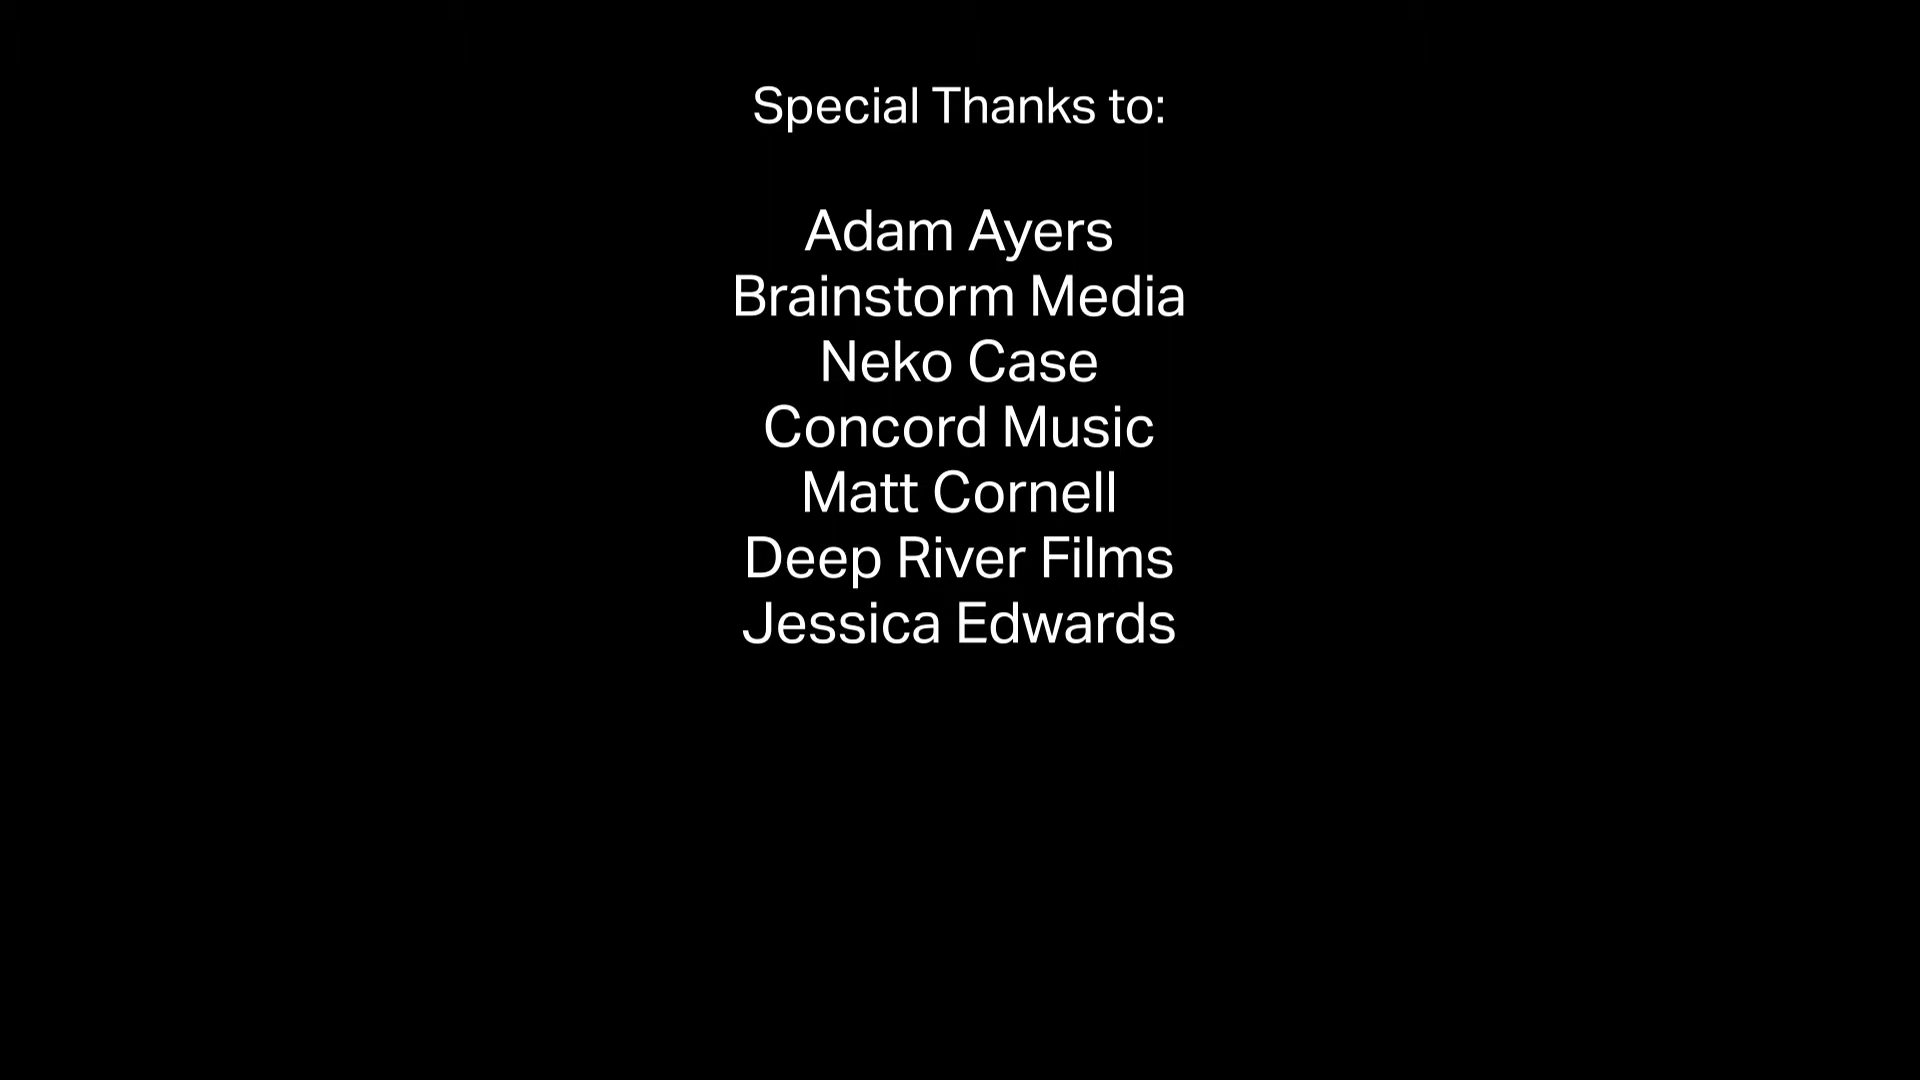 Special Thanks to:
Adam Ayers
Brainstorm Media
Neko Case
Concord Music
Matt Cornell
Deep River Films
Jessica Edwards